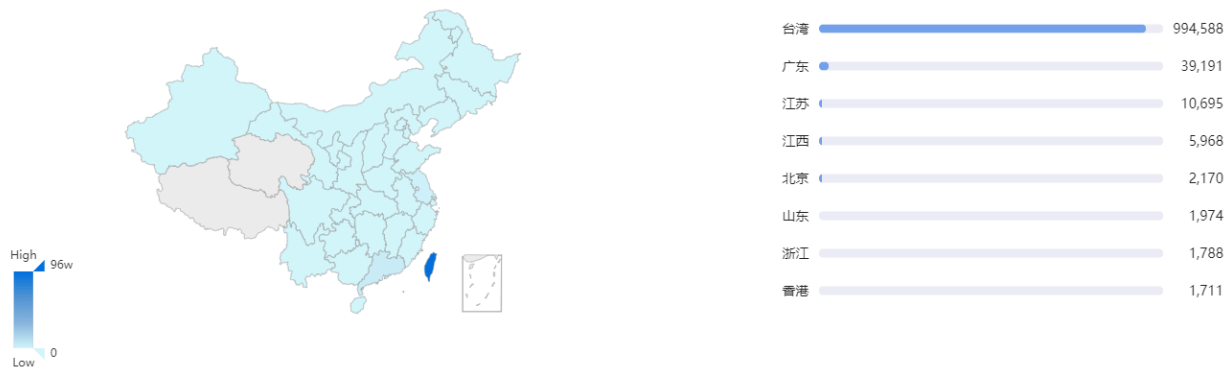 High
96w
0
Low
台湾 994,588
广东 39,191
江苏 10,695
江西 5,968
北京 2,170
山东 1,974
浙江 1,788
香港 1,711